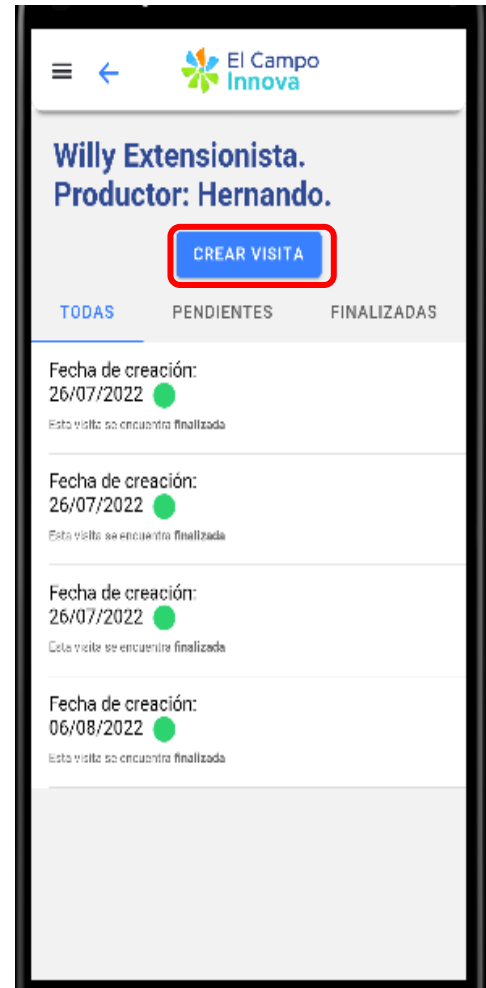 El Campo
Innova
Willy Extensionista.
Productor: Hernando.
CREAR VISITA
TODAS PENDIENTES FINALIZADAS
Fecha de creación:
26/07/2022
Esta visita se encuentra finalizada
Fecha de creación:
26/07/2022
Esta visita se encuentra finalizada
Fecha de creación:
26/07/2022
Esta visita se encuentra finalizada
Fecha de creación:
06/08/2022
Esta visita se encuentra finalizada